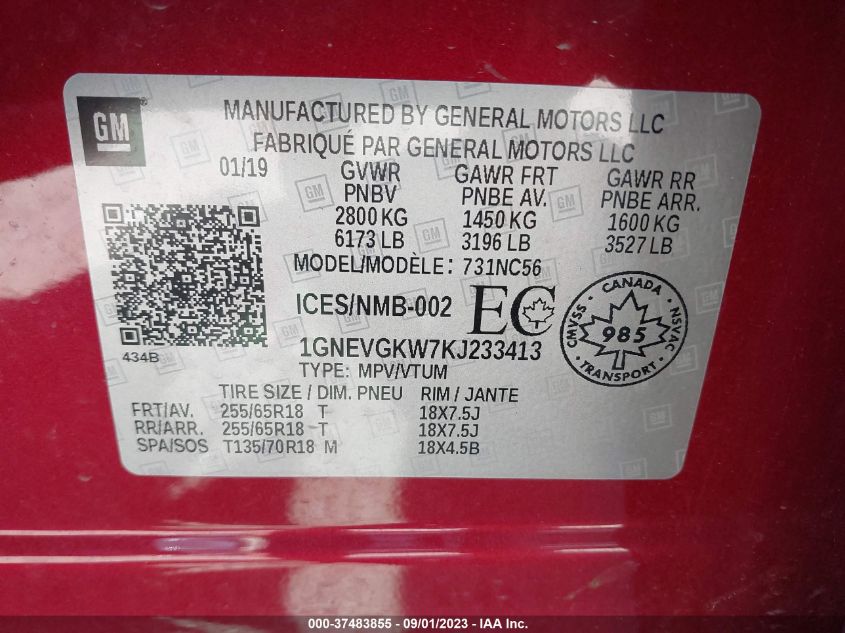 GM
MANUFACTURED BY GENERAL MOTORS LLC
FABRIQUÉ PAR GENERAL MOTORS LLC
01/19 GVWR GAWR FRT GAWR RR
PNBV PNBE AV. PNBE ARR.
2800 KG 1450 KG 1600 KG
6173 LB 3196 LB 3527 LB
MODEL/MODÈLE: 731NC56
ICES/NMB-002 EC
CANADA
CMVSS 985 NSVAC
TRANSPORT
434B 1GNEVGKW7KJ233413
TYPE: MPV/VTUM
TIRE SIZE / DIM. PNEU RIM / JANTE
FRT/AV. 255/65R18 T 18X7.5J
RR/ARR. 255/65R18 T 18X7.5J
SPA/SOS T135/70R18 M 18X4.5B
000-37483855 - 09/01/2023 - IAA Inc.